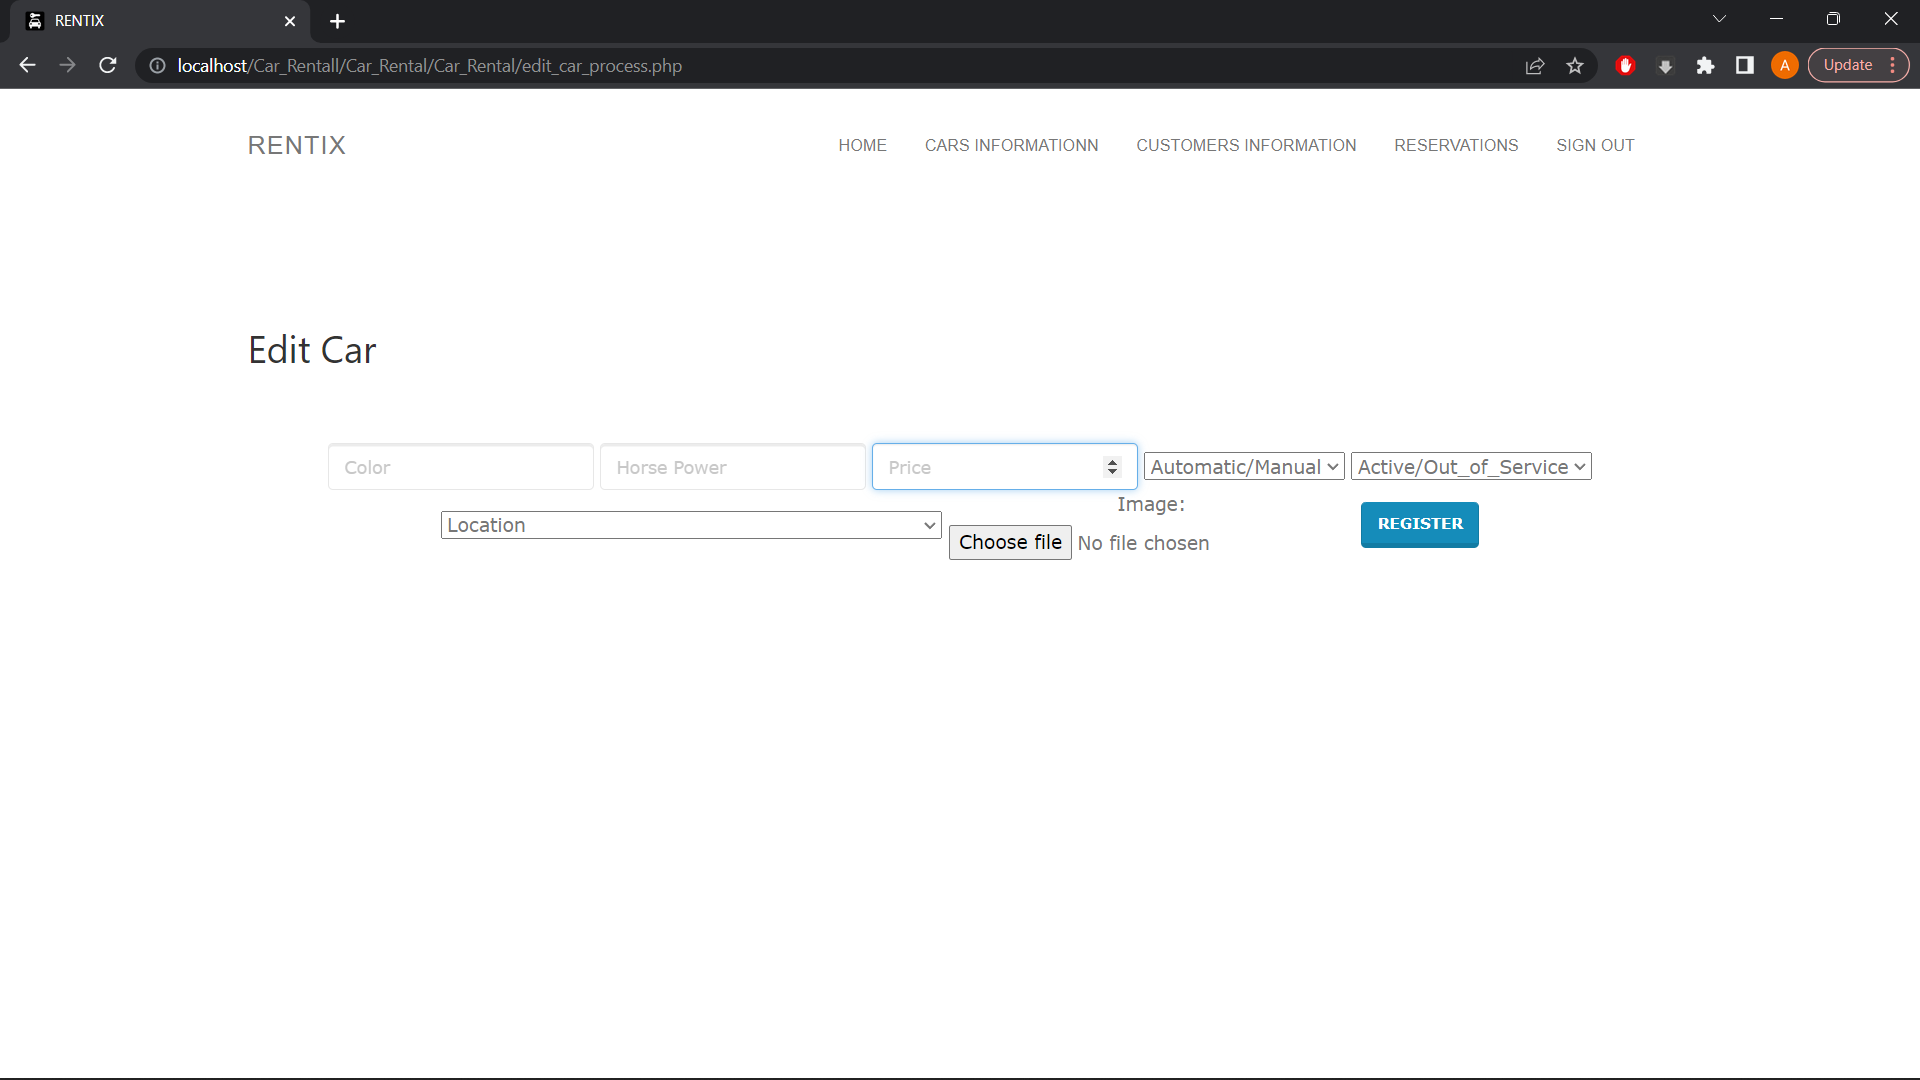 RENTIX
localhost/Car_Rentall/Car_Rental/Car_Rental/edit_car_process.php
A
Update
RENTIX HOME CARS INFORMATIONN CUSTOMERS INFORMATION RESERVATIONS SIGN OUT
Edit Car
Color Horse Power Price Automatic/Manual Active/Out_of_Service
Image:
Location
Choose file No file chosen
REGISTER